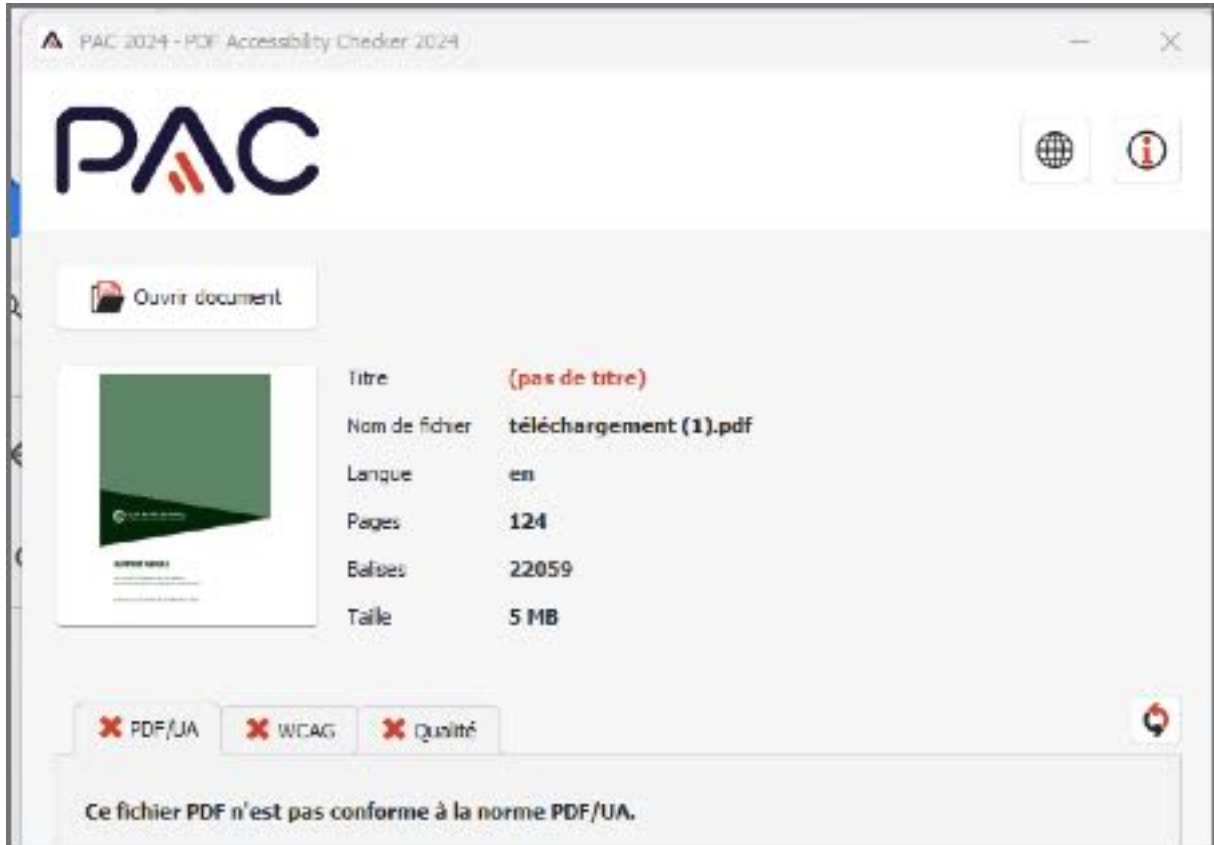 PAC 2024 - PDF Accessibility Checker 2024
PAC
Ouvrir document
Titre (pas de titre)
Nom de fichier téléchargement (1).pdf
Langue en
Pages 124
Balises 22059
Taille 5 MB
PDF/UA WCAG Qualité
Ce fichier PDF n'est pas conforme à la norme PDF/UA.